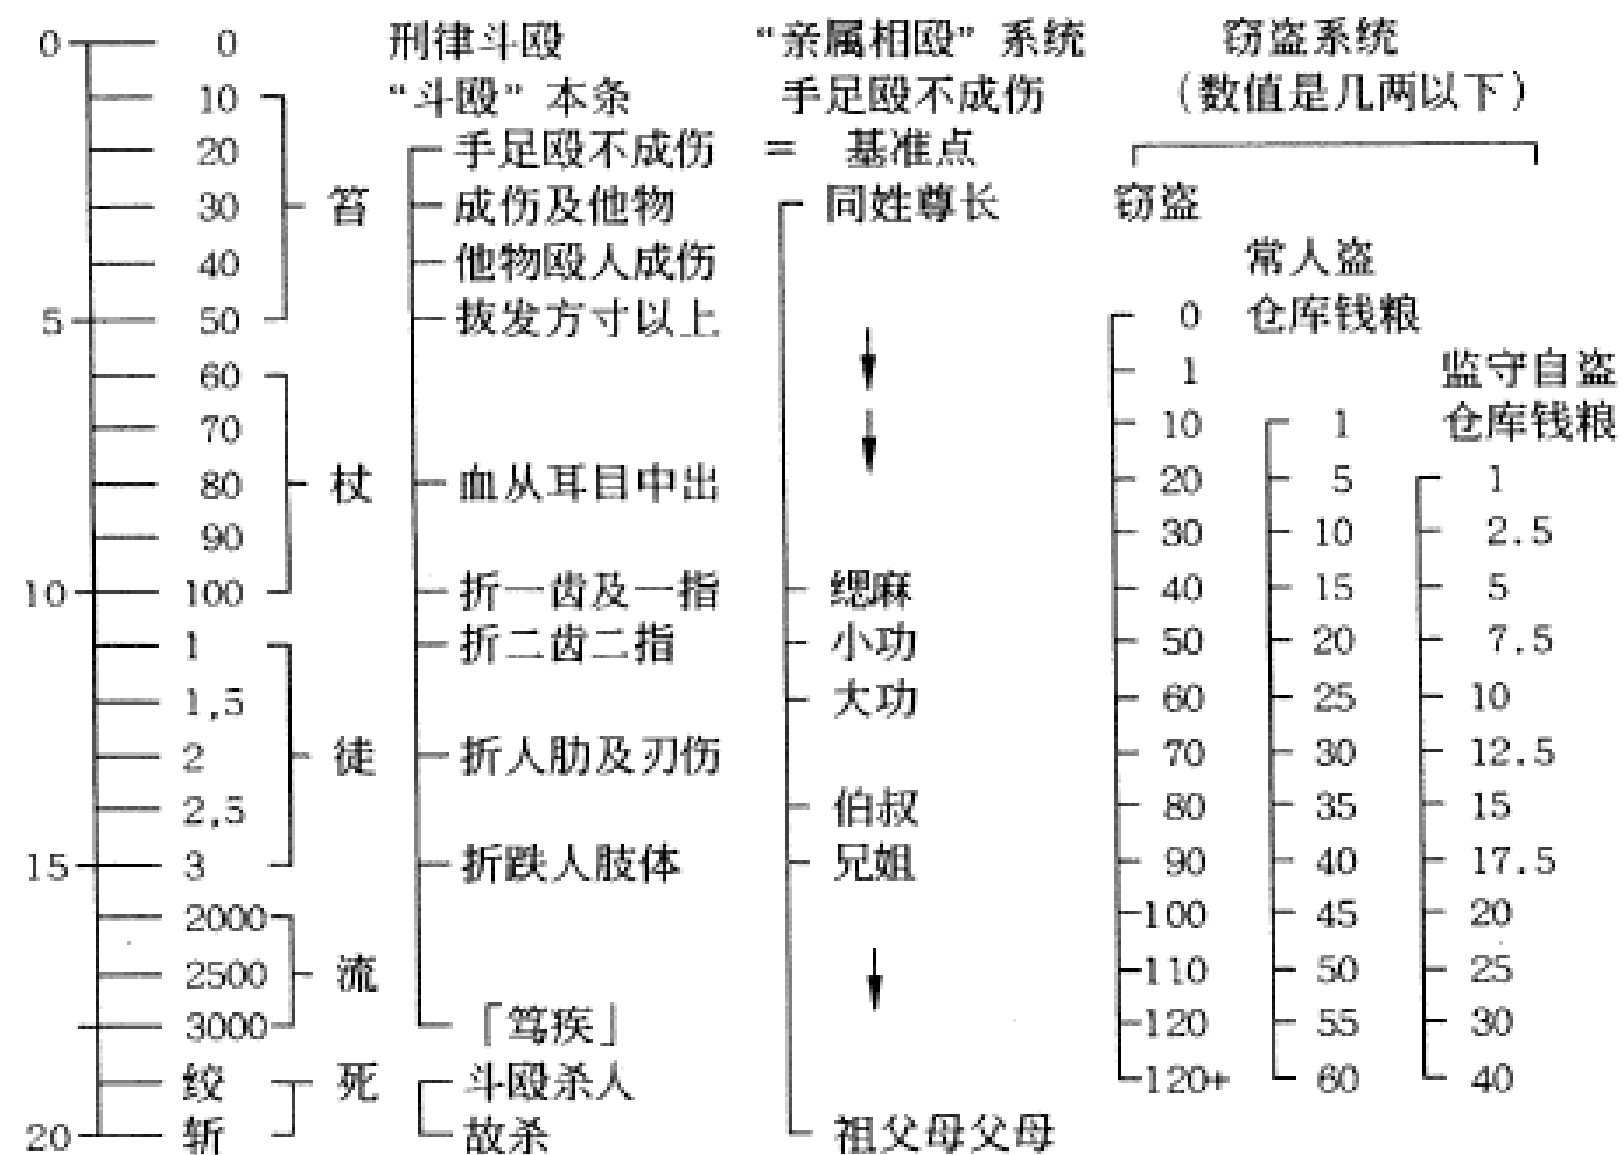 0 0 刑律斗殴 “亲属相殴”系统 窃盗系统
10 “斗殴”本条 手足殴不成伤 （数值是几两以下）
20 手足殴不成伤 = 基准点
30 笞 成伤及他物 同姓尊长 窃盗
40 他物殴人成伤 常人盗
5 50 拔发方寸以上 0 仓库钱粮
60 1 监守自盗
70 10 1 仓库钱粮
80 杖 血从耳目中出 20 5 1
90 30 10 2.5
10 100 折一齿及一指 缌麻 40 15 5
1 折二齿二指 小功 50 20 7.5
1,5 大功 60 25 10
2 徒 折人肋及刃伤 70 30 12.5
2,5 伯叔 80 35 15
15 3 折跌人肢体 兄姐 90 40 17.5
2000 100 45 20
2500 流 110 50 25
3000 「笃疾」 120 55 30
绞 死 斗殴杀人 120+ 60 40
20 斩 故杀 祖父母父母